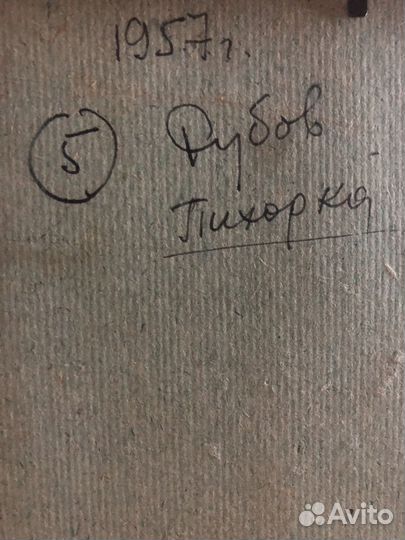 1957г.
5 Дубов
Пихорка
Avito